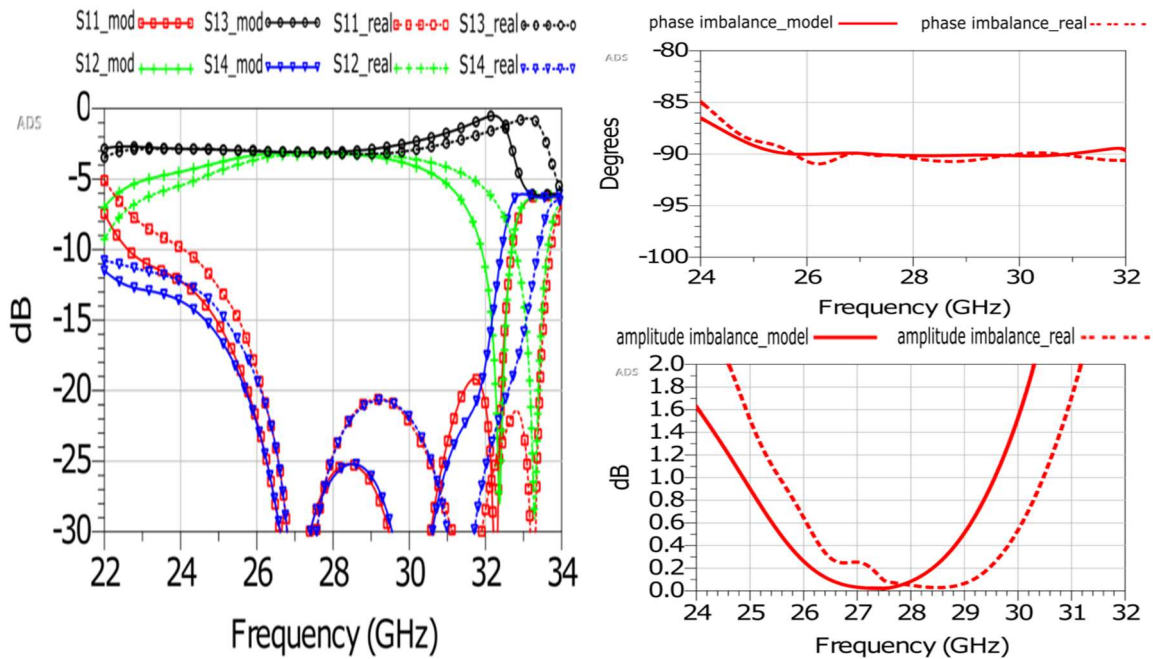 S11_mod S13_mod S11_real S13_real
S12_mod S14_mod S12_real S14_real
ADS
0
-5
-10
-15
-20
-25
-30
dB
22 24 26 28 30 32 34
Frequency (GHz)
phase imbalance_model phase imbalance_real
ADS
-80
-85
-90
-95
-100
Degrees
24 26 28 30 32
Frequency (GHz)
amplitude imbalance_model amplitude imbalance_real
ADS
2.0
1.8
1.6
1.4
1.2
1.0
0.8
0.6
0.4
0.2
0.0
dB
24 25 26 27 28 29 30 31 32
Frequency (GHz)